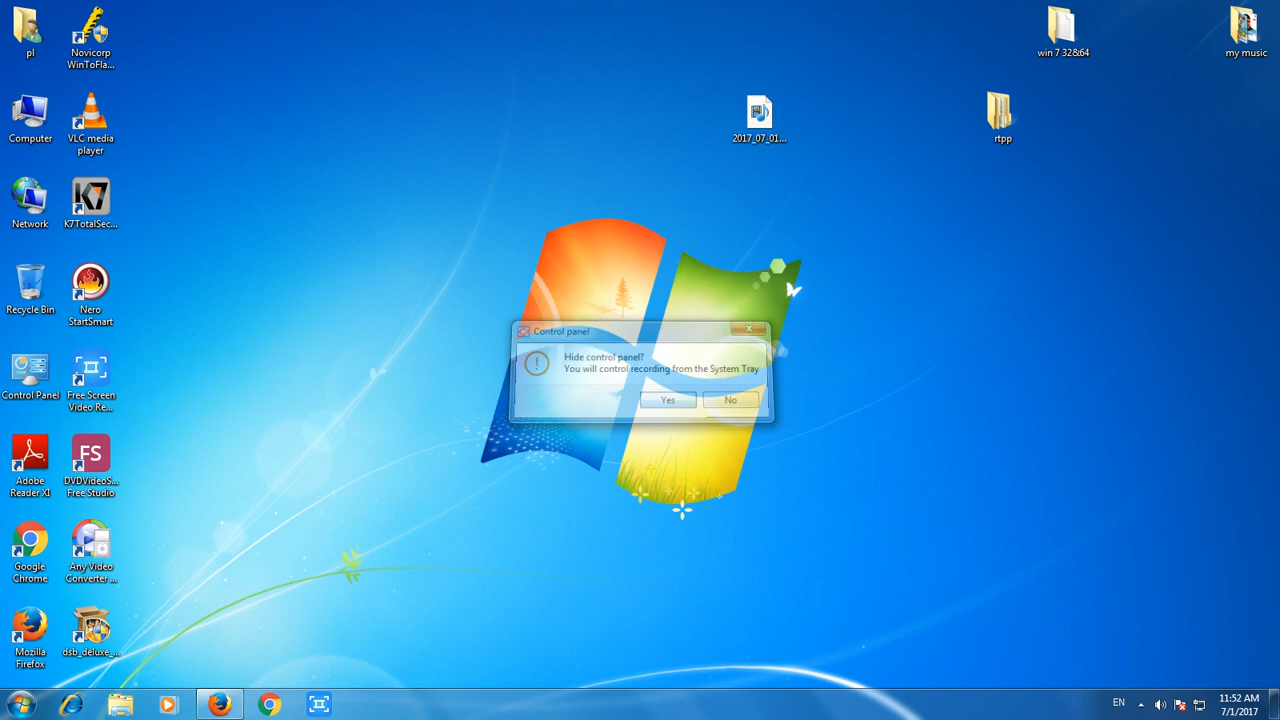 pl
Novicorp
WinToFla...
win 7 32&64
my music
Computer
VLC media
player
2017_07_01...
rtpp
Network
K7
K7TotalSec...
Recycle Bin
Nero
StartSmart
Control panel
Hide control panel?
You will control recording from the System Tray
Yes
No
Control Panel
Free Screen
Video Re...
Adobe
Reader XI
FS
DVDVideoS...
Free Studio
Google
Chrome
Any Video
Converter ...
Mozilla
Firefox
dsb_deluxe_...
EN
11:52 AM
7/1/2017